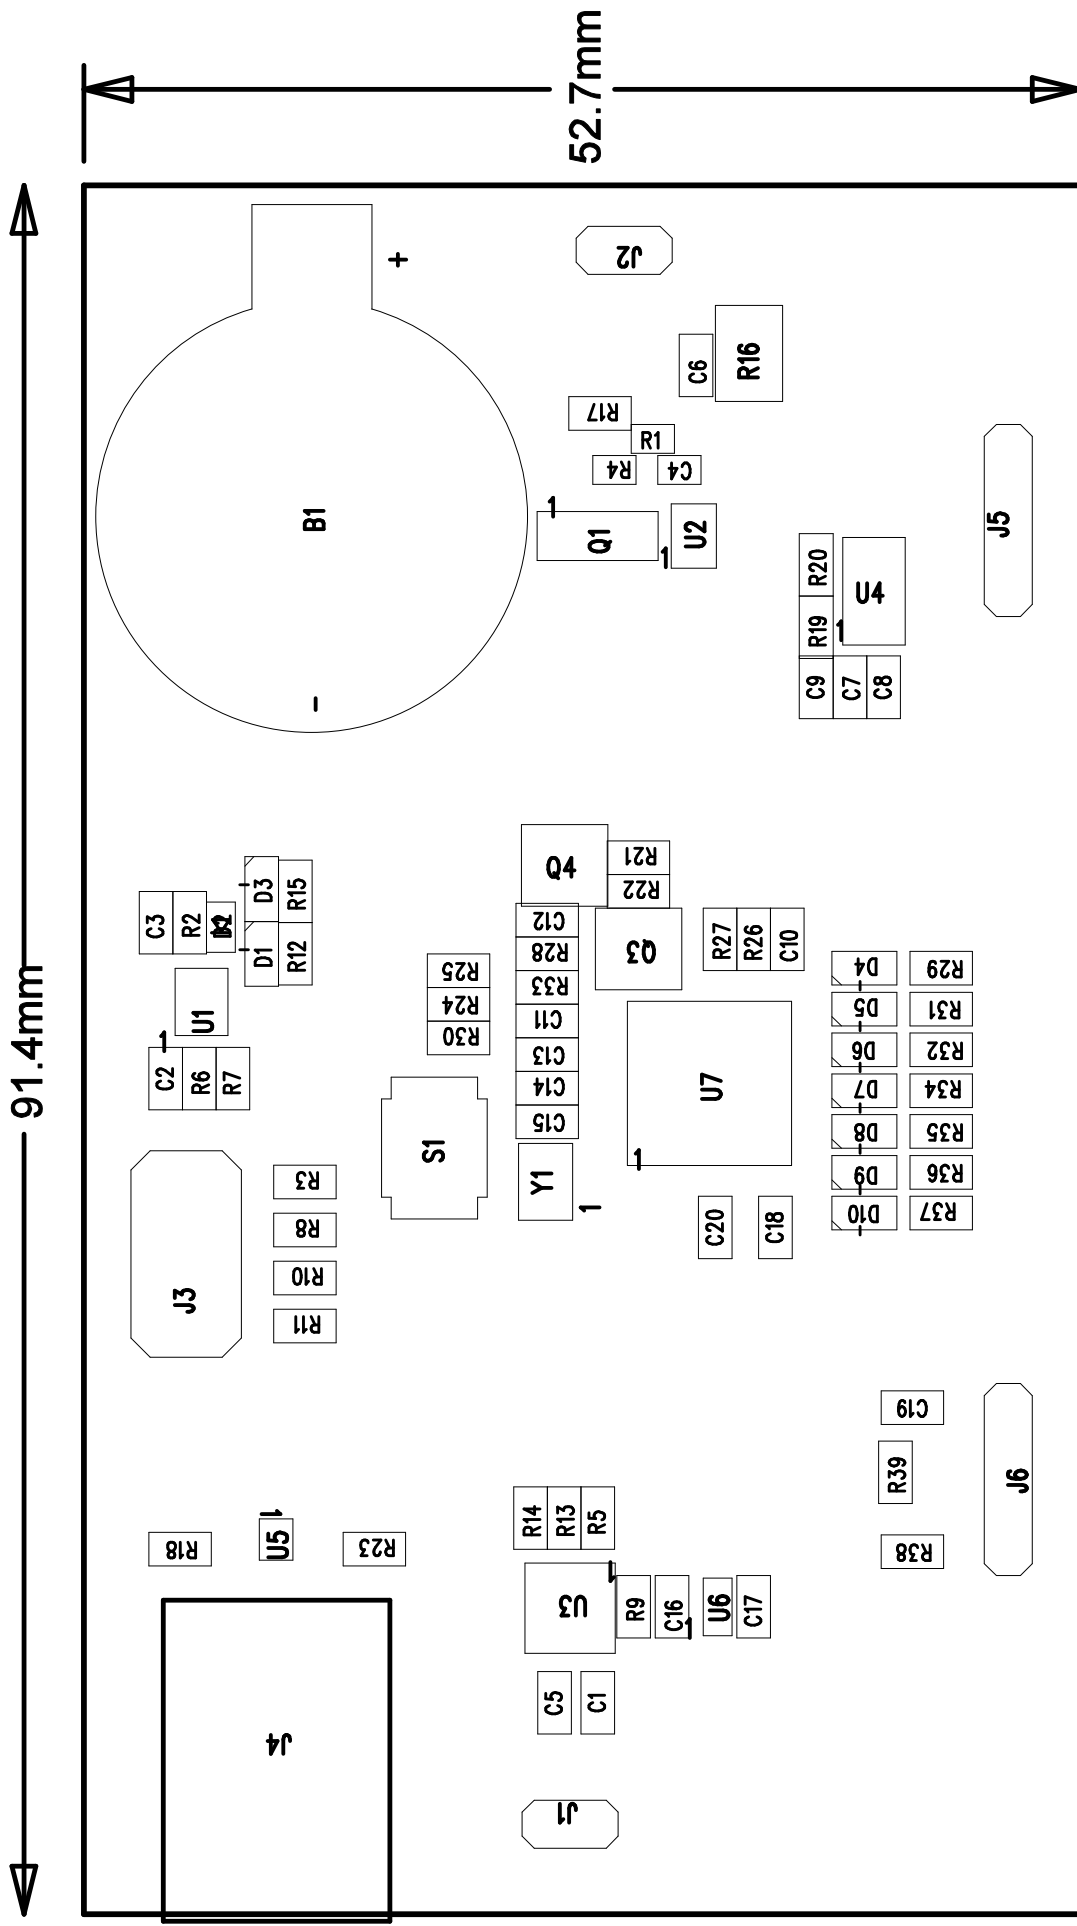 52.7mm
91.4mm
J2
+
C6
R16
R17
R1
R4
C4
1
B1
Q1
U2
1
J5
R20
U4
R19
1
C9
C7
C8
-
Q4
R21
R22
D3
R15
C3
R2
D1
R12
C12
R28
Q3
R27
R26
C10
R25
R33
D4
R29
R24
C11
D5
R31
U1
1
R30
C13
D6
R32
C2
R6
R7
C14
U7
D7
R34
C15
D8
R35
S1
1
R3
Y1
1
D9
R36
R8
C20
C18
D10
R37
R10
J3
R11
C19
R39
J6
1
R14
R13
R5
R18
U5
R23
R38
1
U3
R9
C16
1
U6
C17
C5
C1
J4
J1